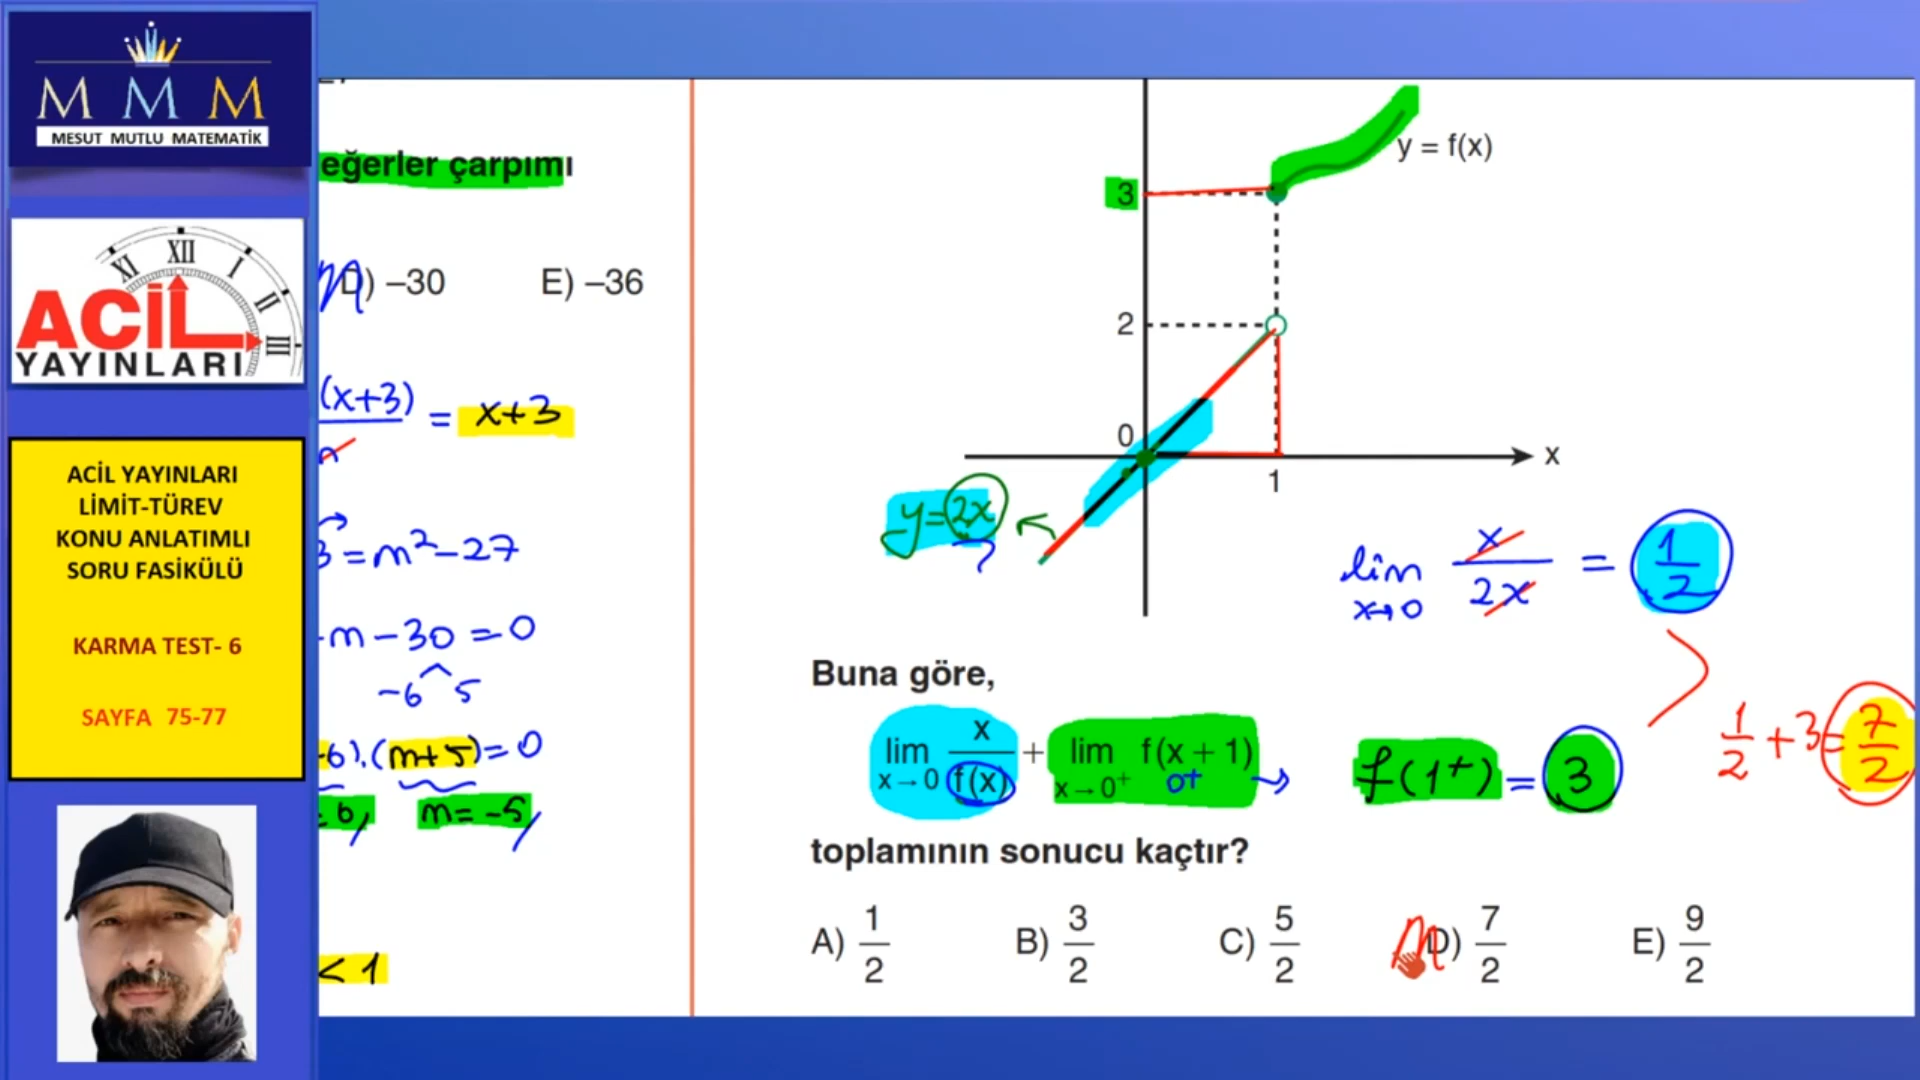 M M M
MESUT MUTLU MATEMATİK
XI XII I II III
ACİL
YAYINLARI
ACİL YAYINLARI
LİMİT-TÜREV
KONU ANLATIMLI
SORU FASİKÜLÜ
KARMA TEST- 6
SAYFA 75-77
eğerler çarpımı
D) –30 E) –36
(x+3) = x+3
3 = m² – 27
-m – 30 = 0
-6 5
6).(m+5) = 0
m = -5
< 1
y = f(x)
3
2
0
1
x
y = 2x
?
lim x→0 x/2x = 1/2
Buna göre,
lim x→0 x/f(x) + lim x→0⁺ f(x + 1)
0+
f(1⁺) = 3
1/2 + 3 = 7/2
toplamının sonucu kaçtır?
A) 1/2 B) 3/2 C) 5/2 D) 7/2 E) 9/2